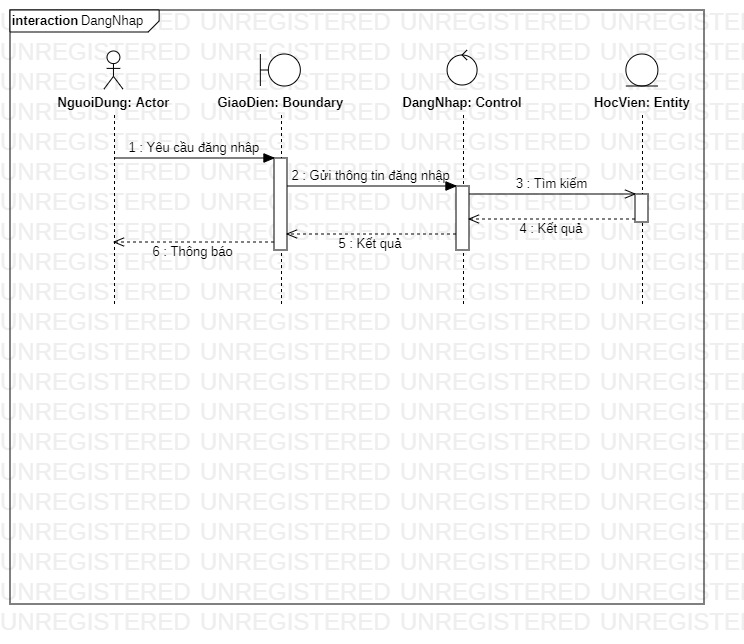 interaction DangNhap
NguoiDung: Actor
GiaoDien: Boundary
DangNhap: Control
HocVien: Entity
1 : Yêu cầu đăng nhâp
2 : Gửi thông tin đăng nhập
3 : Tìm kiếm
4 : Kết quả
5 : Kết quả
6 : Thông báo
UNREGISTERED UNREGISTERED UNREGISTERED UNREGISTERED